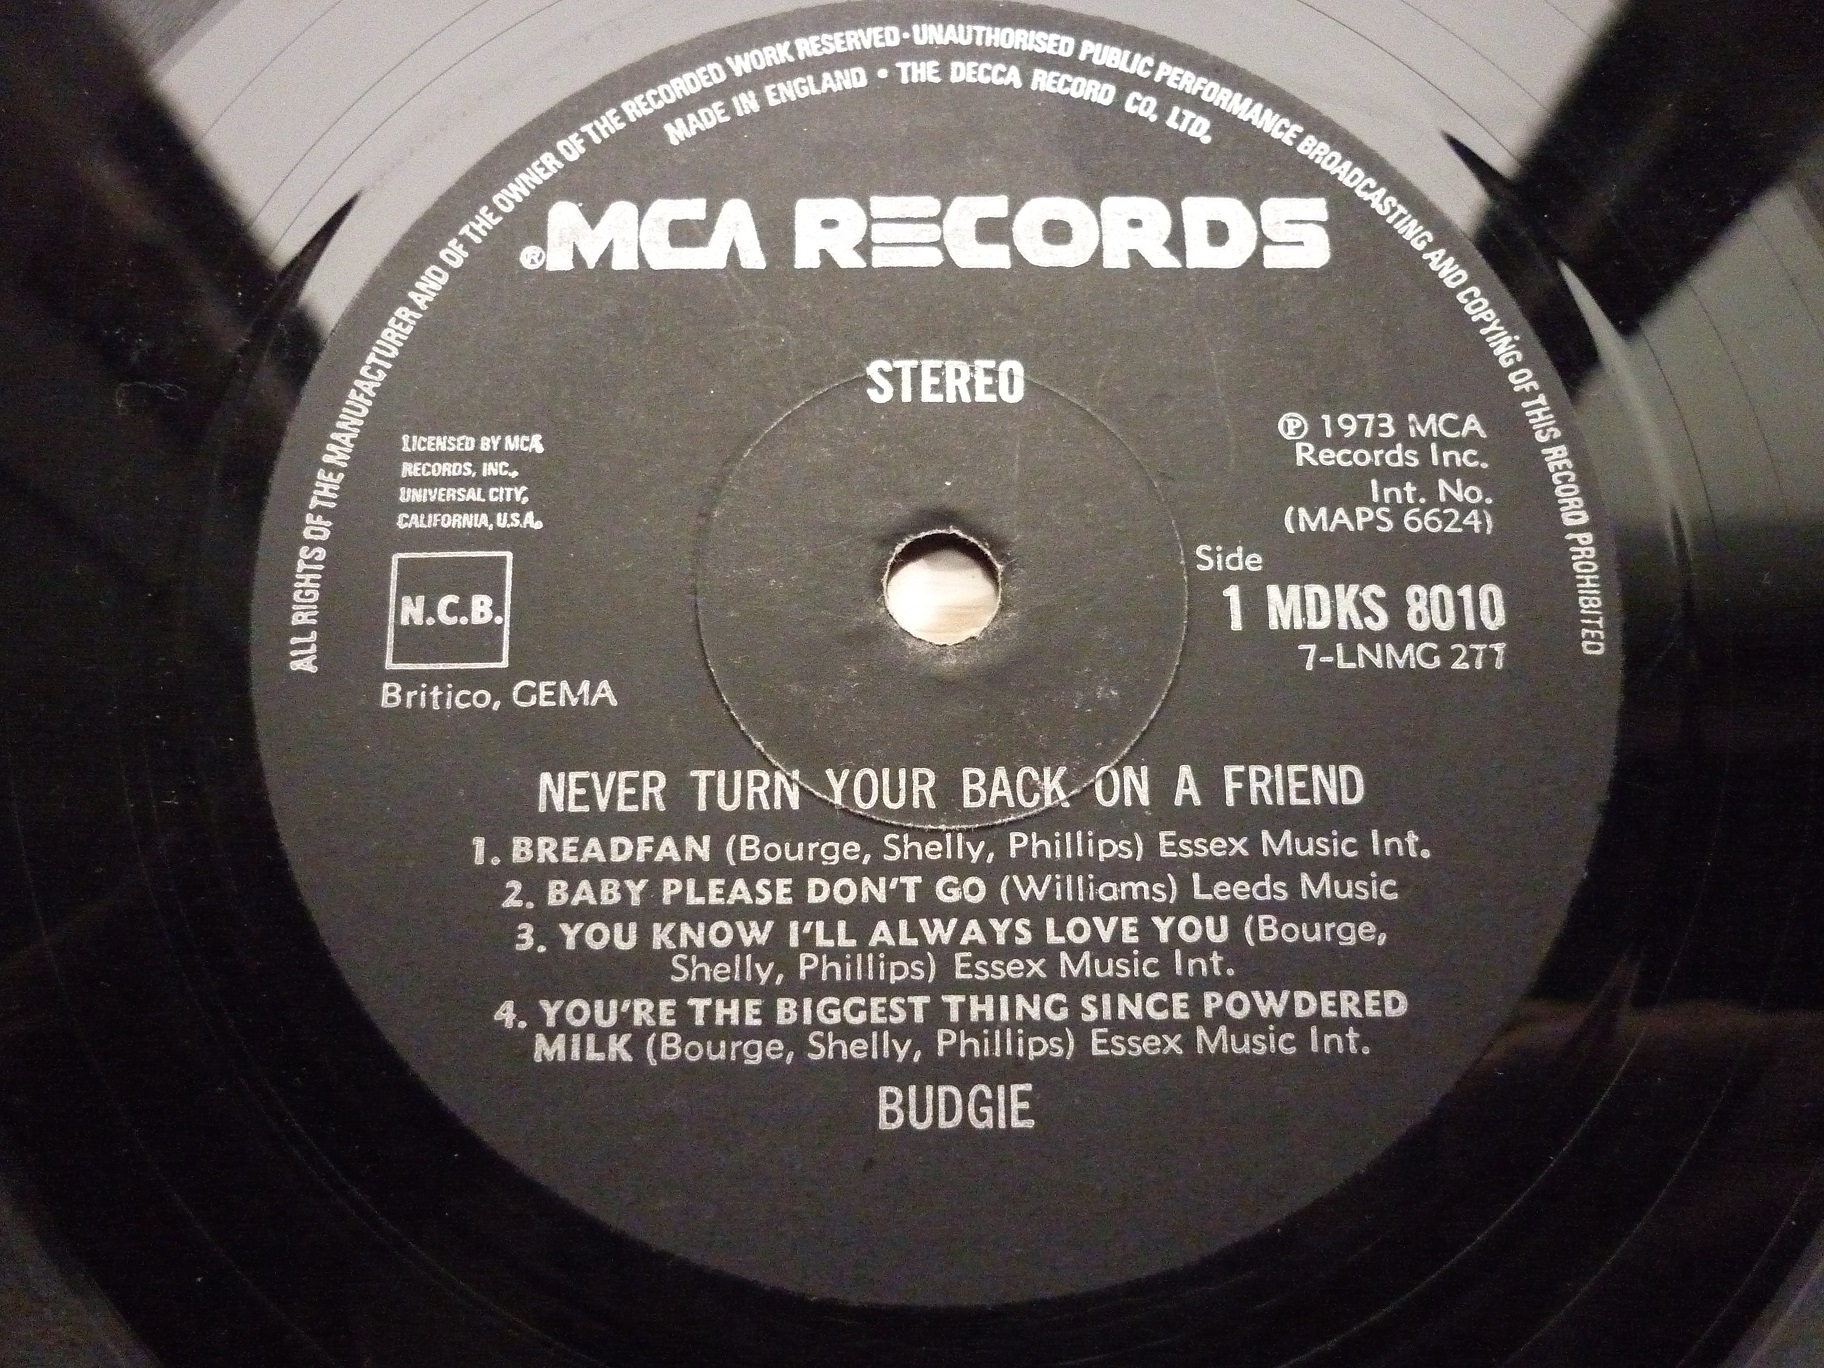 ALL RIGHTS OF THE MANUFACTURER AND OF THE OWNER OF THE RECORDED WORK RESERVED • UNAUTHORISED PUBLIC PERFORMANCE BROADCASTING AND COPYING OF THIS RECORD PROHIBITED
MADE IN ENGLAND • THE DECCA RECORD CO. LTD.
® MCA RECORDS
STEREO
LICENSED BY MCA
RECORDS, INC.,
UNIVERSAL CITY,
CALIFORNIA, U.S.A.
N.C.B.
Britico, GEMA
℗ 1973 MCA
Records Inc.
Int. No.
(MAPS 6624)
Side
1 MDKS 8010
7-LNMG 277
NEVER TURN YOUR BACK ON A FRIEND
1. BREADFAN (Bourge, Shelly, Phillips) Essex Music Int.
2. BABY PLEASE DON'T GO (Williams) Leeds Music
3. YOU KNOW I'LL ALWAYS LOVE YOU (Bourge,
Shelly, Phillips) Essex Music Int.
4. YOU'RE THE BIGGEST THING SINCE POWDERED
MILK (Bourge, Shelly, Phillips) Essex Music Int.
BUDGIE